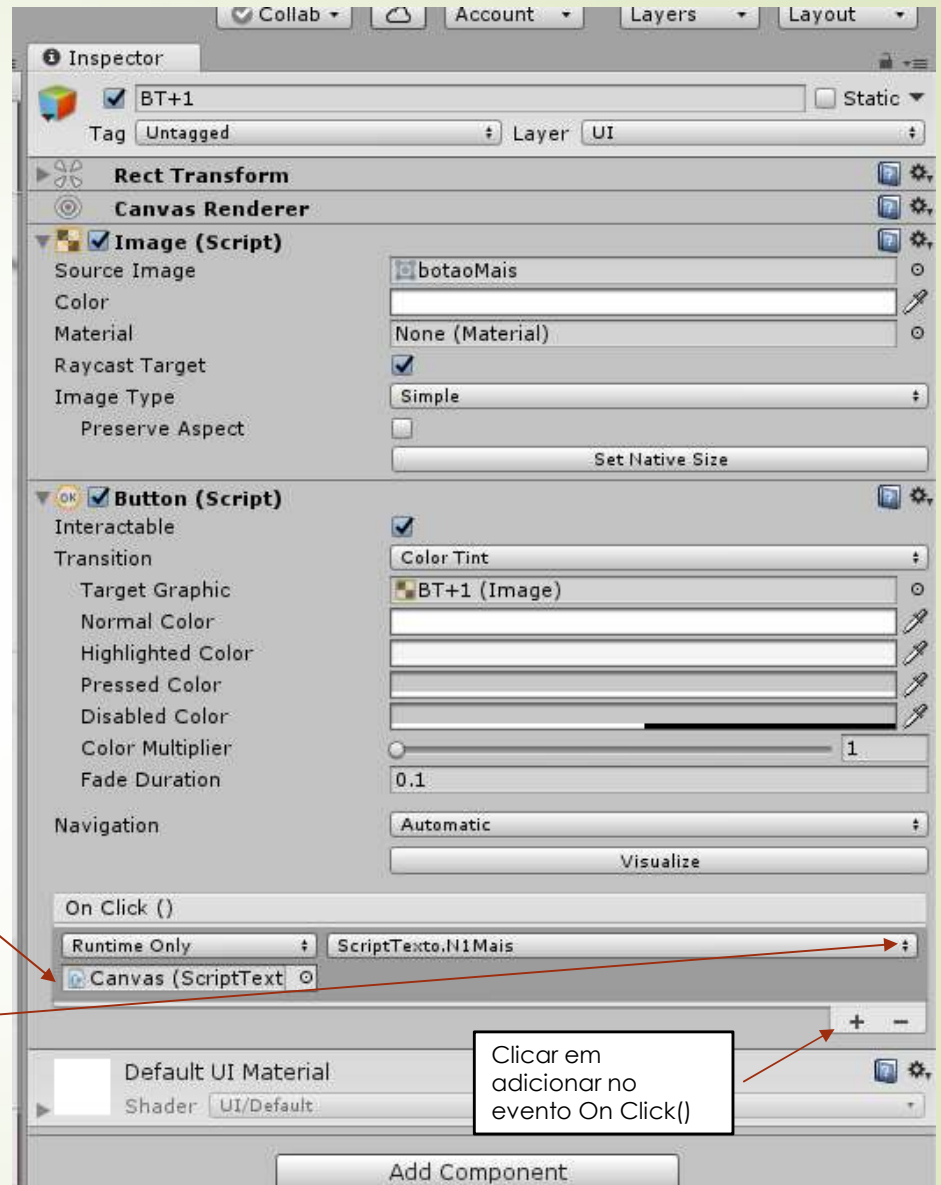 Collab Account Layers Layout
Inspector
BT+1 Static
Tag Untagged Layer UI
Rect Transform
Canvas Renderer
Image (Script)
Source Image botaoMais
Color
Material None (Material)
Raycast Target
Image Type Simple
Preserve Aspect
Set Native Size
OK Button (Script)
Interactable
Transition Color Tint
Target Graphic BT+1 (Image)
Normal Color
Highlighted Color
Pressed Color
Disabled Color
Color Multiplier 1
Fade Duration 0.1
Navigation Automatic
Visualize
On Click ()
Runtime Only ScriptTexto.N1Mais
Canvas (ScriptText
+ −
Clicar em
adicionar no
evento On Click()
Default UI Material
Shader UI/Default
Add Component